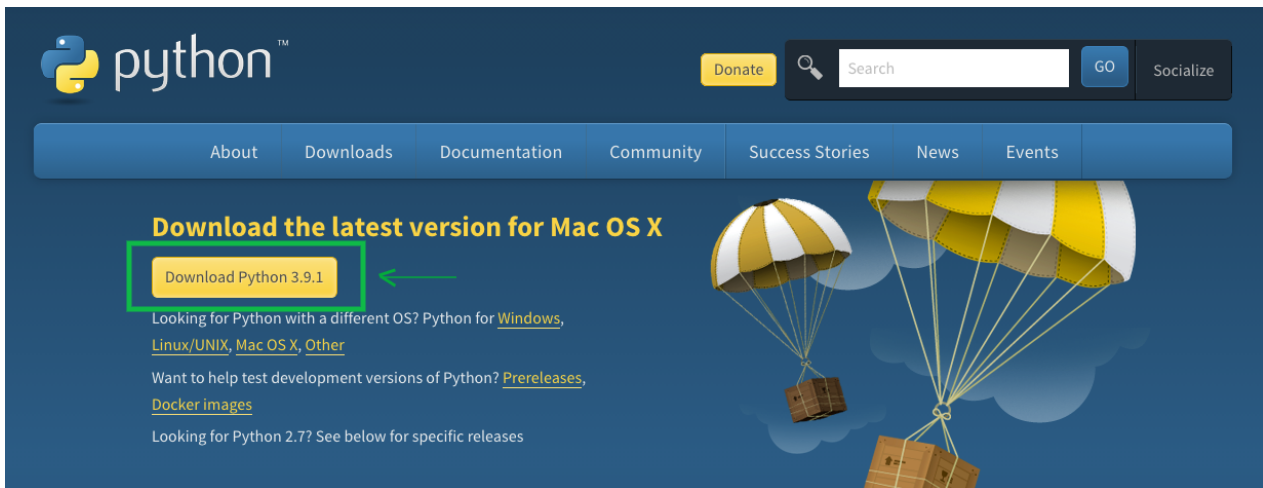 python™
Donate
Search
GO
Socialize
About
Downloads
Documentation
Community
Success Stories
News
Events
Download the latest version for Mac OS X
Download Python 3.9.1
Looking for Python with a different OS? Python for Windows,
Linux/UNIX, Mac OS X, Other
Want to help test development versions of Python? Prereleases,
Docker images
Looking for Python 2.7? See below for specific releases